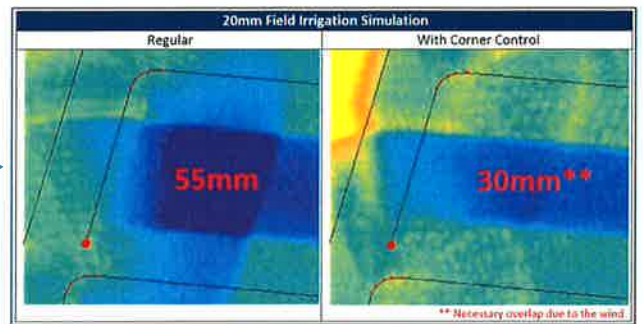 20mm Field Irrigation Simulation
Regular
With Corner Control
55mm
30mm**
** Necessary overlap due to the wind